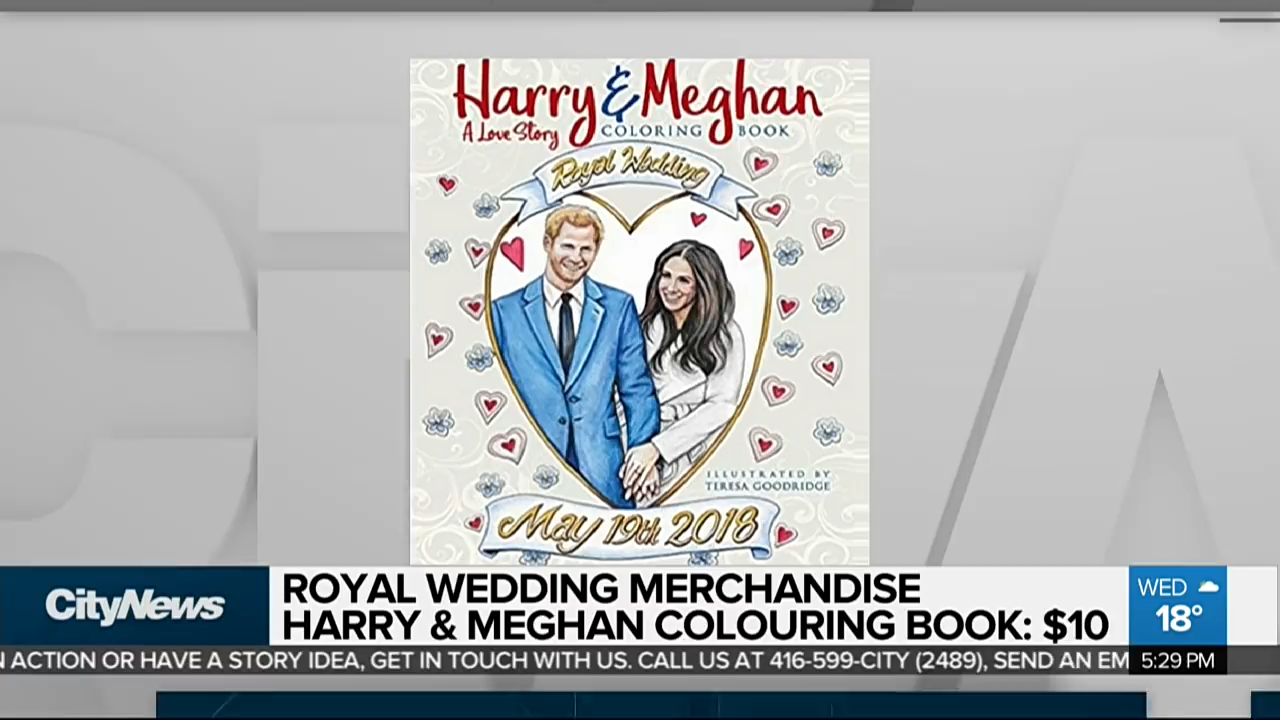 Harry & Meghan
A Love Story COLORING BOOK
Royal Wedding
ILLUSTRATED BY
TERESA GOODRIDGE
May 19th 2018
CityNews
ROYAL WEDDING MERCHANDISE
HARRY & MEGHAN COLOURING BOOK: $10
WED
18°
N ACTION OR HAVE A STORY IDEA, GET IN TOUCH WITH US. CALL US AT 416-599-CITY (2489), SEND AN EM
5:29 PM